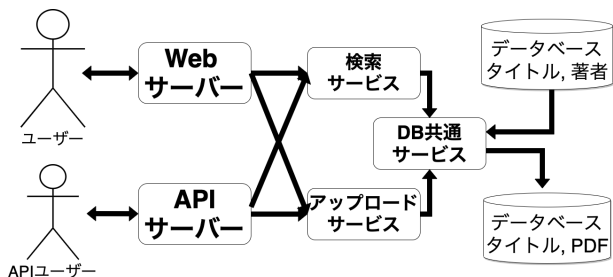 ユーザー
APIユーザー
Web
サーバー
API
サーバー
検索
サービス
アップロード
サービス
DB共通
サービス
データベース
タイトル, 著者
データベース
タイトル, PDF